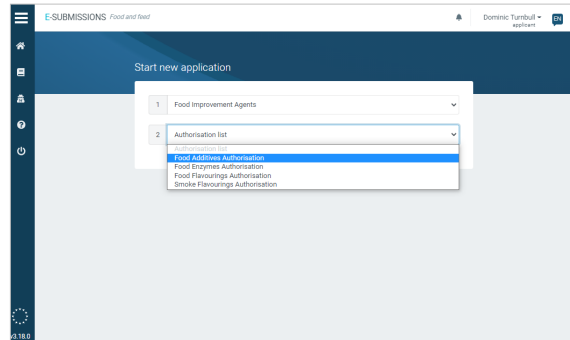 E-SUBMISSIONS Food and feed
Dominic Turnbull
applicant
EN
Start new application
1 Food Improvement Agents
2 Authorisation list
Authorisation list
Food Additives Authorisation
Food Enzymes Authorisation
Food Flavourings Authorisation
Smoke Flavourings Authorisation
v3.18.0